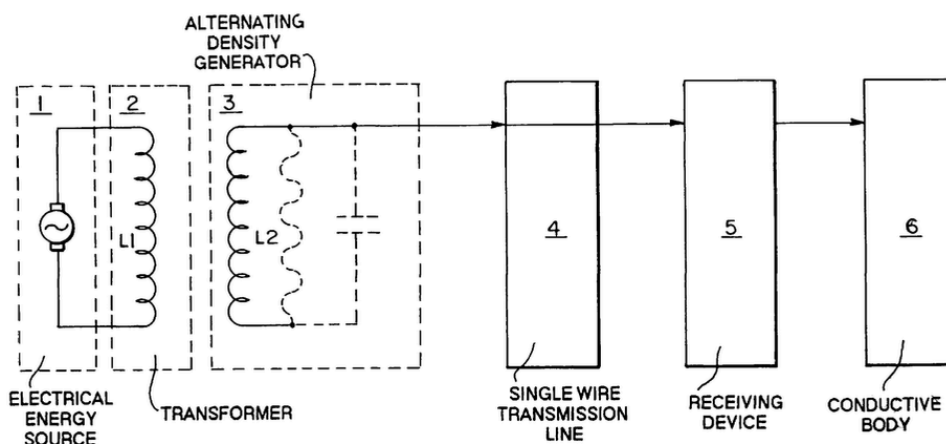 ALTERNATING
DENSITY
GENERATOR
1
2
3
4
5
6
L1
L2
ELECTRICAL
ENERGY
SOURCE
TRANSFORMER
SINGLE WIRE
TRANSMISSION
LINE
RECEIVING
DEVICE
CONDUCTIVE
BODY